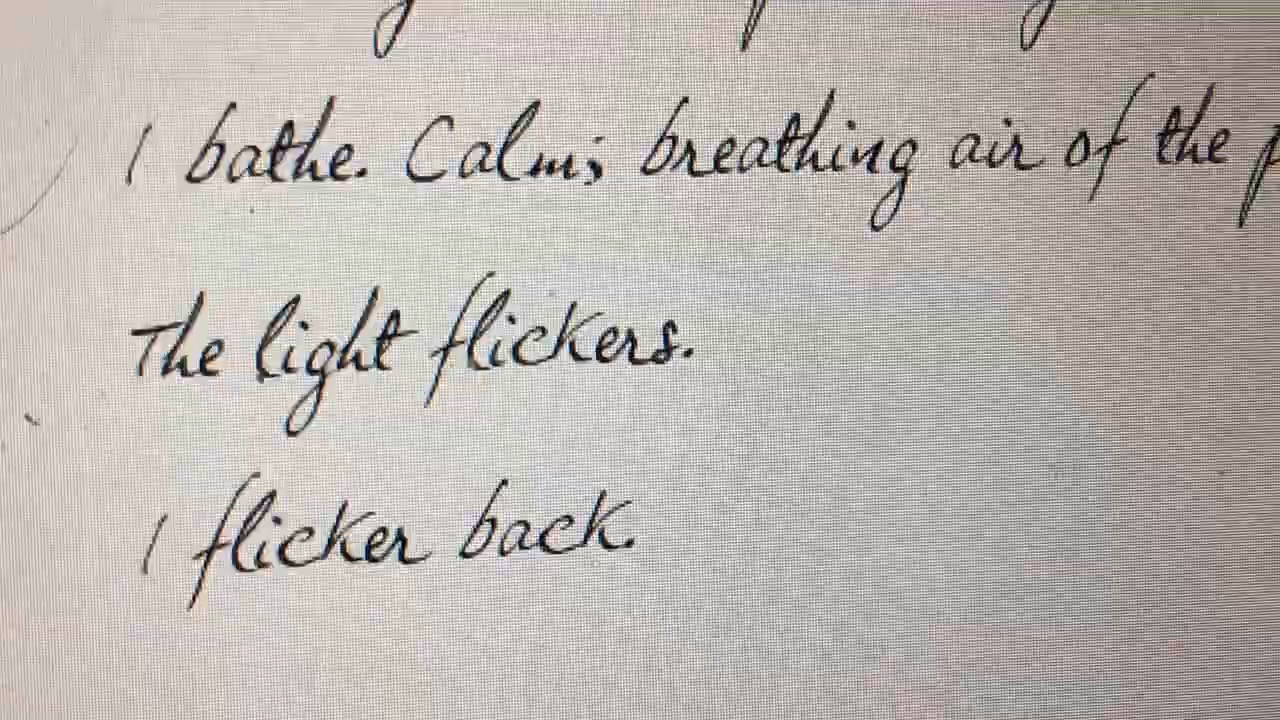 I bathe. Calm; breathing air of the
The light flickers.
I flicker back.